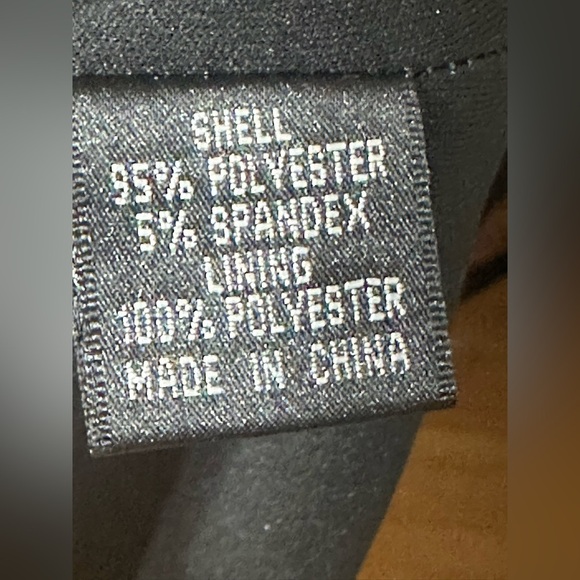 SHELL
95% POLYESTER
5% SPANDEX
LINING
100% POLYESTER
MADE IN CHINA